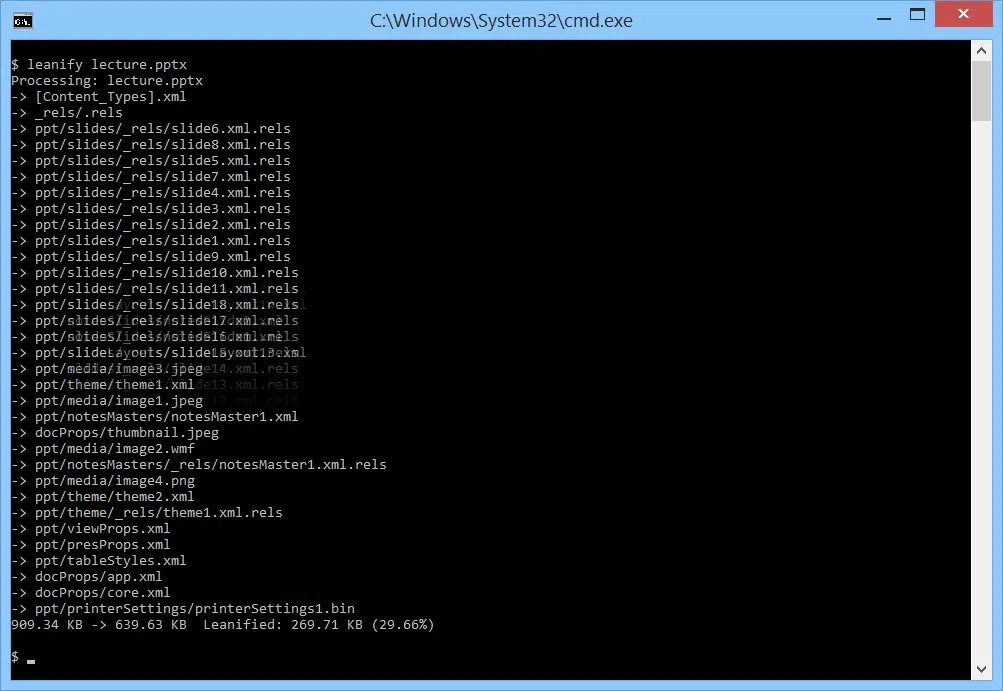 C:\Windows\System32\cmd.exe
$ leanify lecture.pptx
Processing: lecture.pptx
-> [Content_Types].xml
-> _rels/.rels
-> ppt/slides/_rels/slide6.xml.rels
-> ppt/slides/_rels/slide8.xml.rels
-> ppt/slides/_rels/slide5.xml.rels
-> ppt/slides/_rels/slide7.xml.rels
-> ppt/slides/_rels/slide4.xml.rels
-> ppt/slides/_rels/slide3.xml.rels
-> ppt/slides/_rels/slide2.xml.rels
-> ppt/slides/_rels/slide1.xml.rels
-> ppt/slides/_rels/slide9.xml.rels
-> ppt/slides/_rels/slide10.xml.rels
-> ppt/slides/_rels/slide11.xml.rels
-> ppt/slides/_rels/slide18.xml.rels
-> ppt/slides/_rels/slide17.xml.rels
-> ppt/slides/_rels/slide16.xml.rels
-> ppt/slideLayouts/slideLayout13.xml
-> ppt/media/image3.jpeg
-> ppt/theme/theme1.xml
-> ppt/media/image1.jpeg
-> ppt/notesMasters/notesMaster1.xml
-> docProps/thumbnail.jpeg
-> ppt/media/image2.wmf
-> ppt/notesMasters/_rels/notesMaster1.xml.rels
-> ppt/media/image4.png
-> ppt/theme/theme2.xml
-> ppt/theme/_rels/theme1.xml.rels
-> ppt/viewProps.xml
-> ppt/presProps.xml
-> ppt/tableStyles.xml
-> docProps/app.xml
-> docProps/core.xml
-> ppt/printerSettings/printerSettings1.bin
909.34 KB -> 639.63 KB  Leanified: 269.71 KB (29.66%)
$